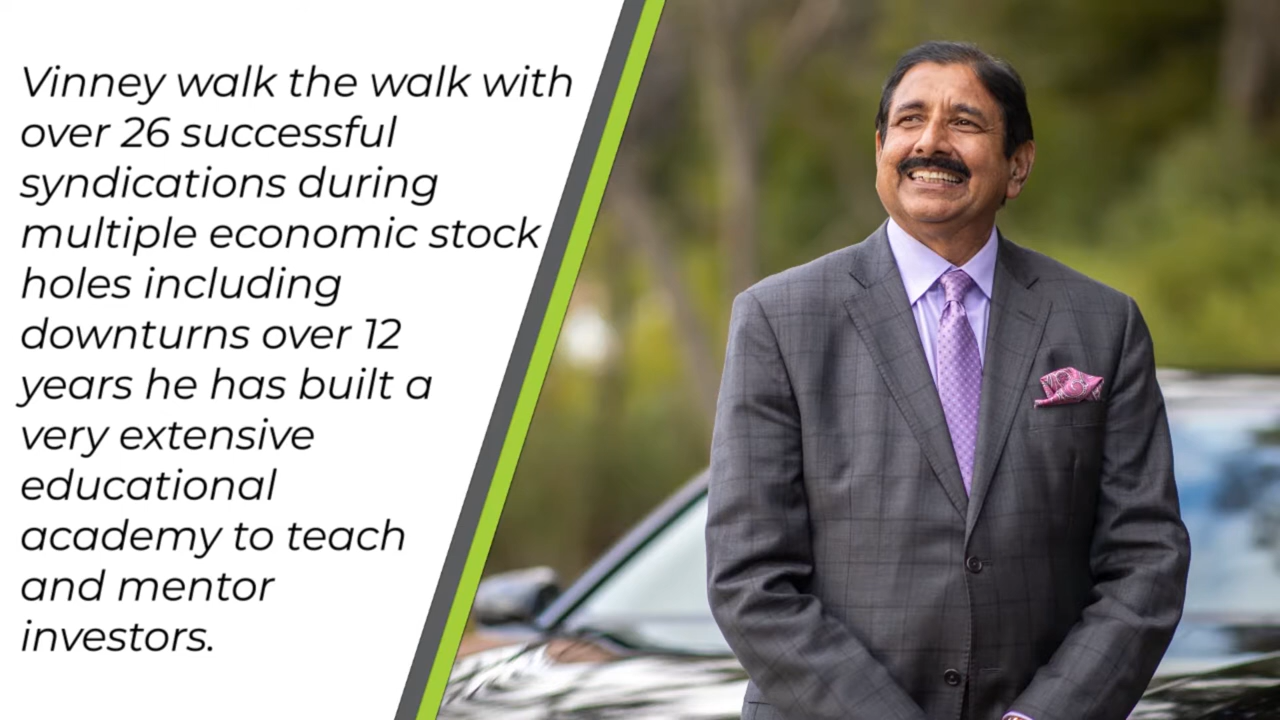 Vinney walk the walk with
over 26 successful
syndications during
multiple economic stock
holes including
downturns over 12
years he has built a
very extensive
educational
academy to teach
and mentor
investors.